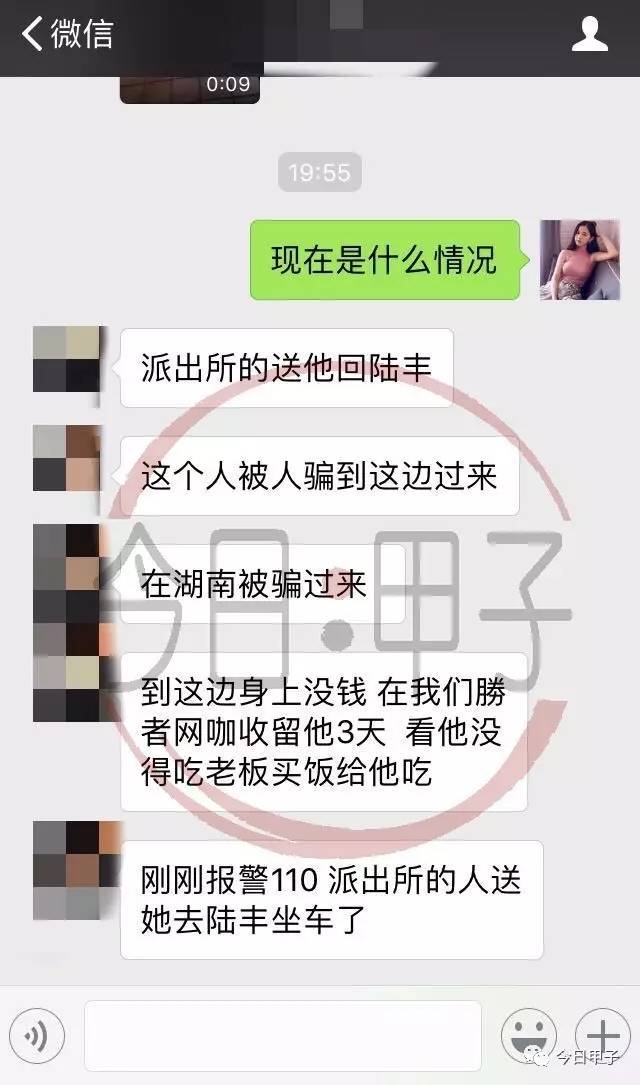 微信
0:09
19:55
现在是什么情况
派出所的送他回陆丰
这个人被人骗到这边过来
在湖南被骗过来
到这边身上没钱 在我们勝
者网咖收留他3天 看他没
得吃老板买饭给他吃
刚刚报警110 派出所的人送
她去陆丰坐车了
今日·甲子
今日甲子